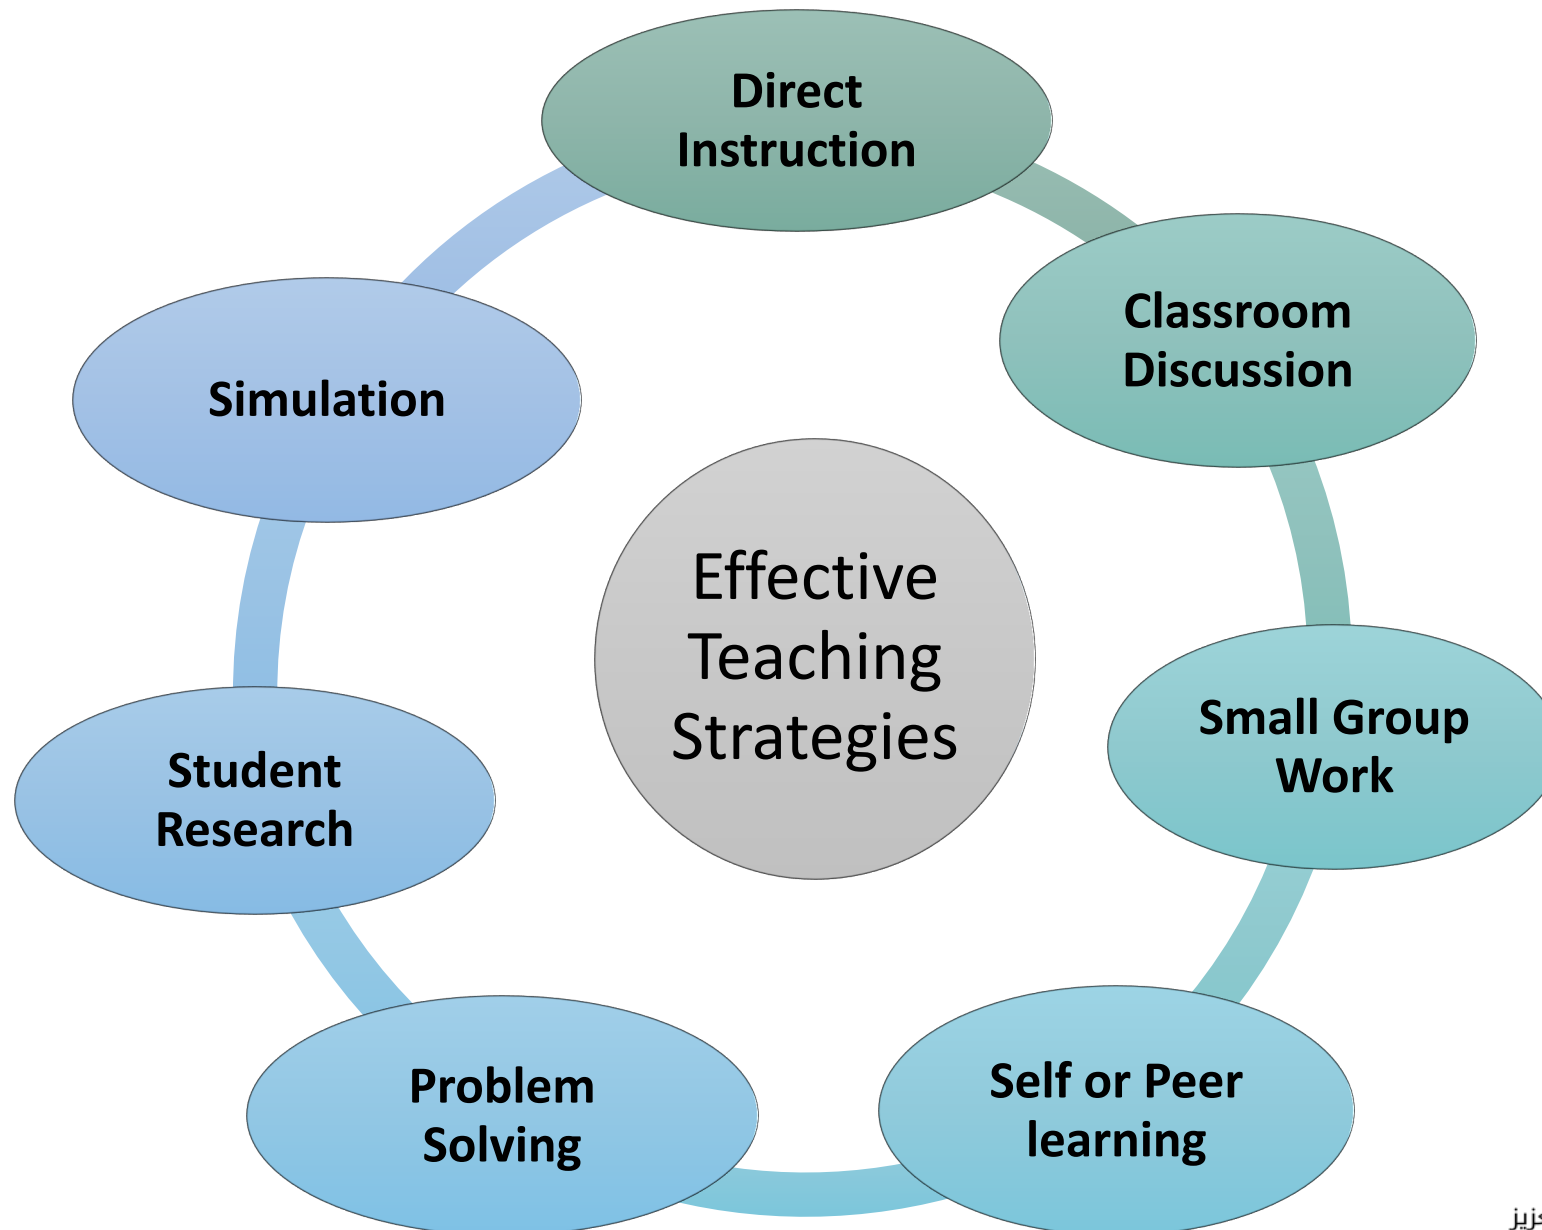 Direct
Instruction
Classroom
Discussion
Small Group
Work
Self or Peer
learning
Problem
Solving
Student
Research
Simulation
Effective
Teaching
Strategies